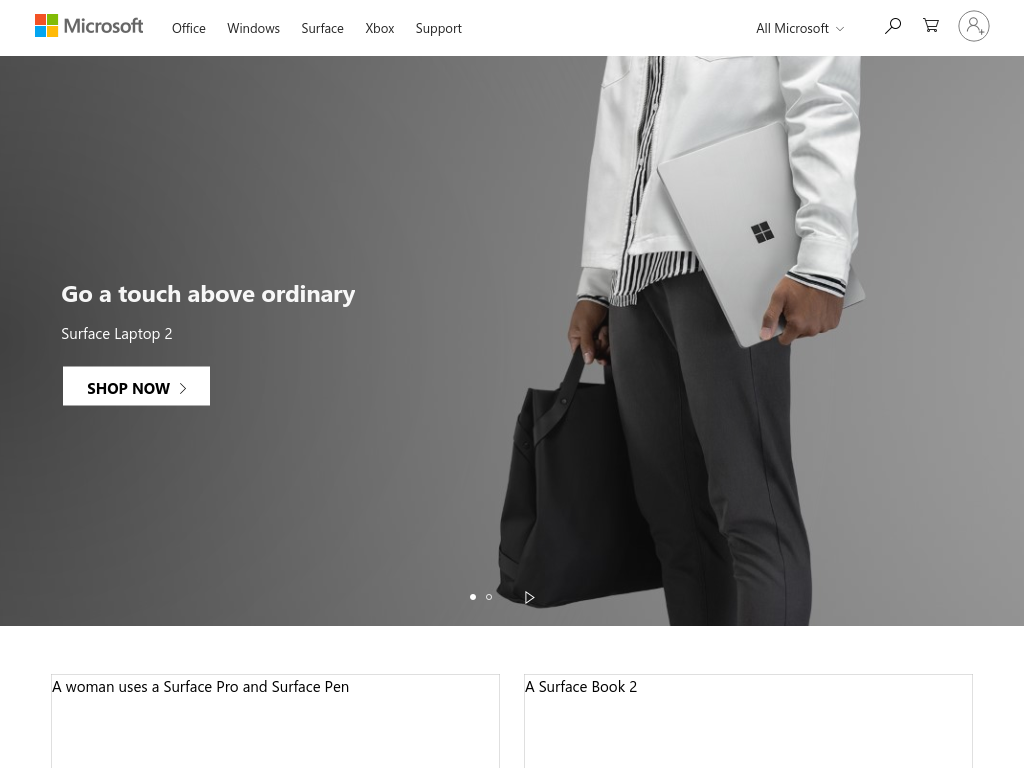 Microsoft
Office
Windows
Surface
Xbox
Support
All Microsoft
Go a touch above ordinary
Surface Laptop 2
SHOP NOW
A woman uses a Surface Pro and Surface Pen
A Surface Book 2